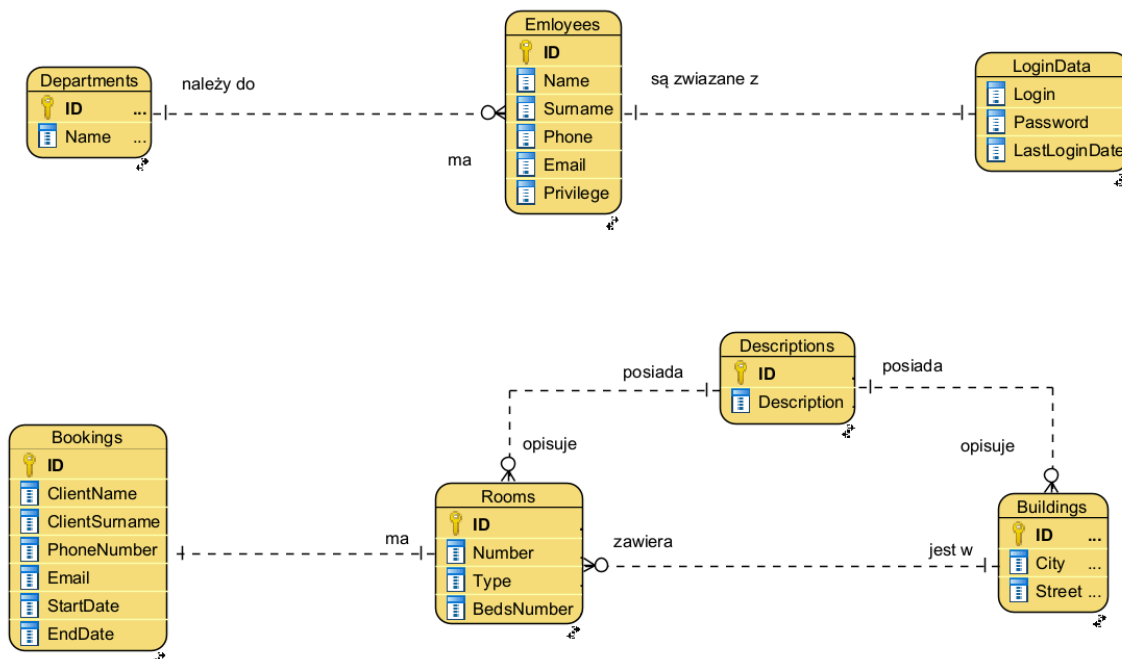 Departments
ID ...
Name ...
należy do
ma
Emloyees
ID
Name
Surname
Phone
Email
Privilege
są zwiazane z
LoginData
Login
Password
LastLoginDate
Descriptions
ID
Description
posiada
posiada
opisuje
opisuje
Bookings
ID
ClientName
ClientSurname
PhoneNumber
Email
StartDate
EndDate
ma
Rooms
ID
Number
Type
BedsNumber
zawiera
jest w
Buildings
ID ...
City ...
Street ...